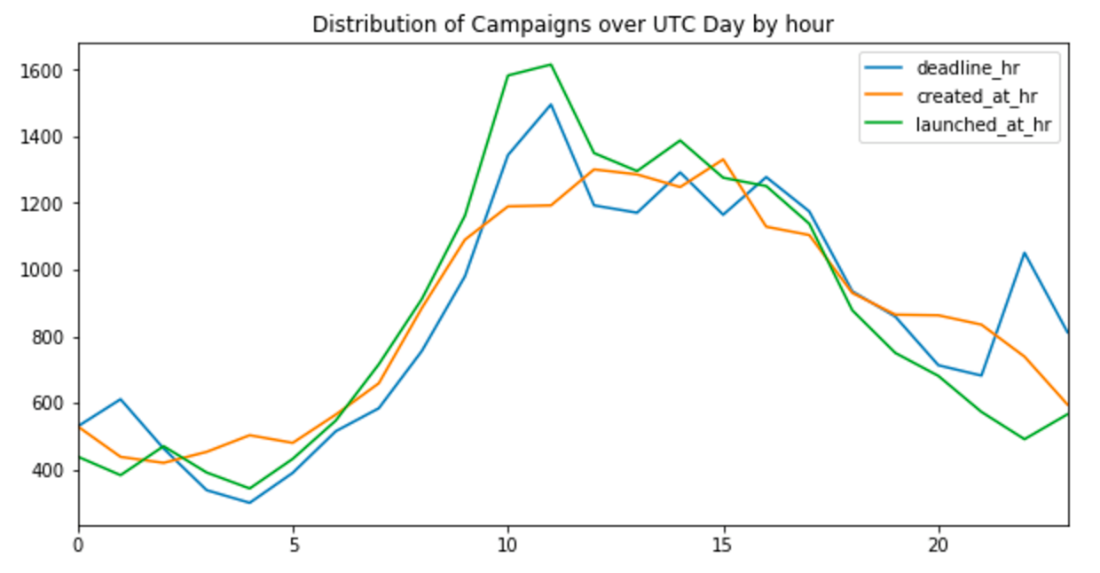 Distribution of Campaigns over UTC Day by hour
deadline_hr
created_at_hr
launched_at_hr
1600
1400
1200
1000
800
600
400
0 5 10 15 20